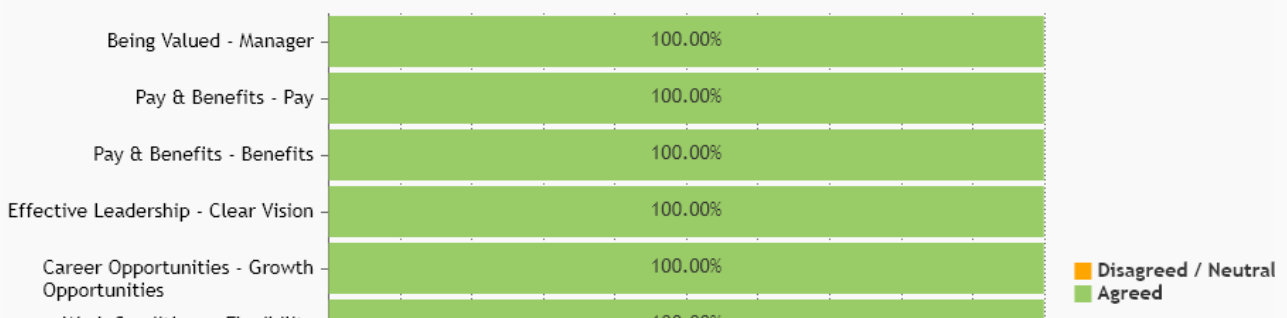 Being Valued - Manager
100.00%
Pay & Benefits - Pay
100.00%
Pay & Benefits - Benefits
100.00%
Effective Leadership - Clear Vision
100.00%
Career Opportunities - Growth
Opportunities
100.00%
Disagreed / Neutral
Agreed